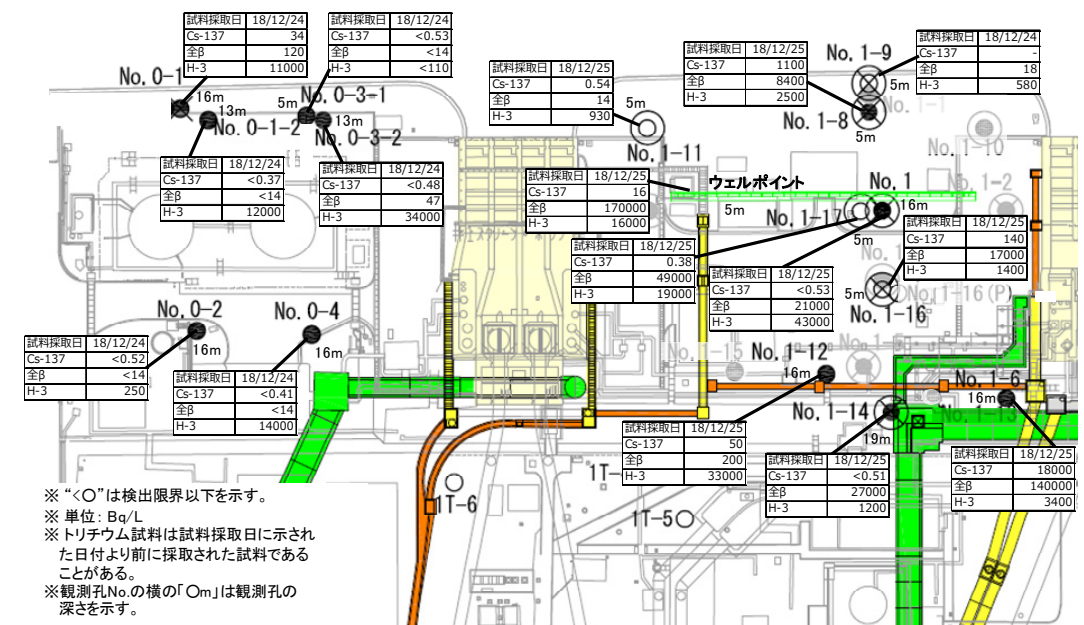 試料採取日 18/12/24
Cs-137 34
全β 120
H-3 11000
試料採取日 18/12/24
Cs-137 <0.53
全β <14
H-3 <110
試料採取日 18/12/25
Cs-137 0.54
全β 14
H-3 930
試料採取日 18/12/25
Cs-137 1100
全β 8400
H-3 2500
試料採取日 18/12/24
Cs-137 -
全β 18
H-3 580
No. 0-1
16m
13m
No. 0-1-2
5m
No. 0-3-1
13m
No. 0-3-2
5m
No. 1-11
No. 1-9
5m
No. 1-1
No. 1-8
5m
No. 1-10
試料採取日 18/12/24
Cs-137 <0.37
全β <14
H-3 12000
試料採取日 18/12/24
Cs-137 <0.48
全β 47
H-3 34000
試料採取日 18/12/25
Cs-137 16
全β 170000
H-3 16000
ウェルポイント
5m
No. 1
16m
No. 1-17
5m
No. 1-2
試料採取日 18/12/25
Cs-137 0.38
全β 49000
H-3 19000
試料採取日 18/12/25
Cs-137 <0.53
全β 21000
H-3 43000
試料採取日 18/12/25
Cs-137 140
全β 17000
H-3 1400
5m
No. 1-16(P)
No. 1-16
No. 0-2
16m
No. 0-4
16m
試料採取日 18/12/24
Cs-137 <0.52
全β <14
H-3 250
試料採取日 18/12/24
Cs-137 <0.41
全β <14
H-3 14000
No. 1-12
16m
No. 1-14
19m
No. 1-6
16m
No. 1-13
試料採取日 18/12/25
Cs-137 50
全β 200
H-3 33000
試料採取日 18/12/25
Cs-137 <0.51
全β 27000
H-3 1200
試料採取日 18/12/25
Cs-137 18000
全β 140000
H-3 3400
1T-6
1T-5
※ “<○”は検出限界以下を示す。
※ 単位: Bq/L
※トリチウム試料は試料採取日に示され
た日付より前に採取された試料である
ことがある。
※観測孔No.の横の「○m」は観測孔の
深さを示す。